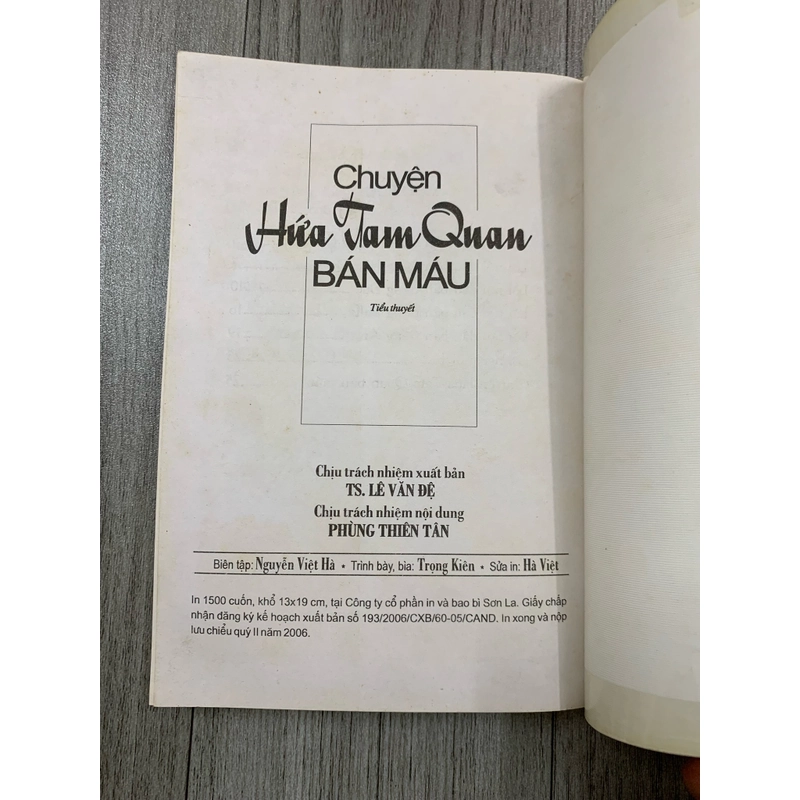 Chuyện
Hứa Tam Quan
BÁN MÁU
Tiểu thuyết
Chịu trách nhiệm xuất bản
TS. LÊ VĂN ĐỆ
Chịu trách nhiệm nội dung
PHÙNG THIÊN TÂN
Biên tập: Nguyễn Việt Hà • Trình bày, bìa: Trọng Kiên • Sửa in: Hà Việt
In 1500 cuốn, khổ 13x19 cm, tại Công ty cổ phần in và bao bì Sơn La. Giấy chấp
nhận đăng ký kế hoạch xuất bản số 193/2006/CXB/60-05/CAND. In xong và nộp
lưu chiểu quý II năm 2006.